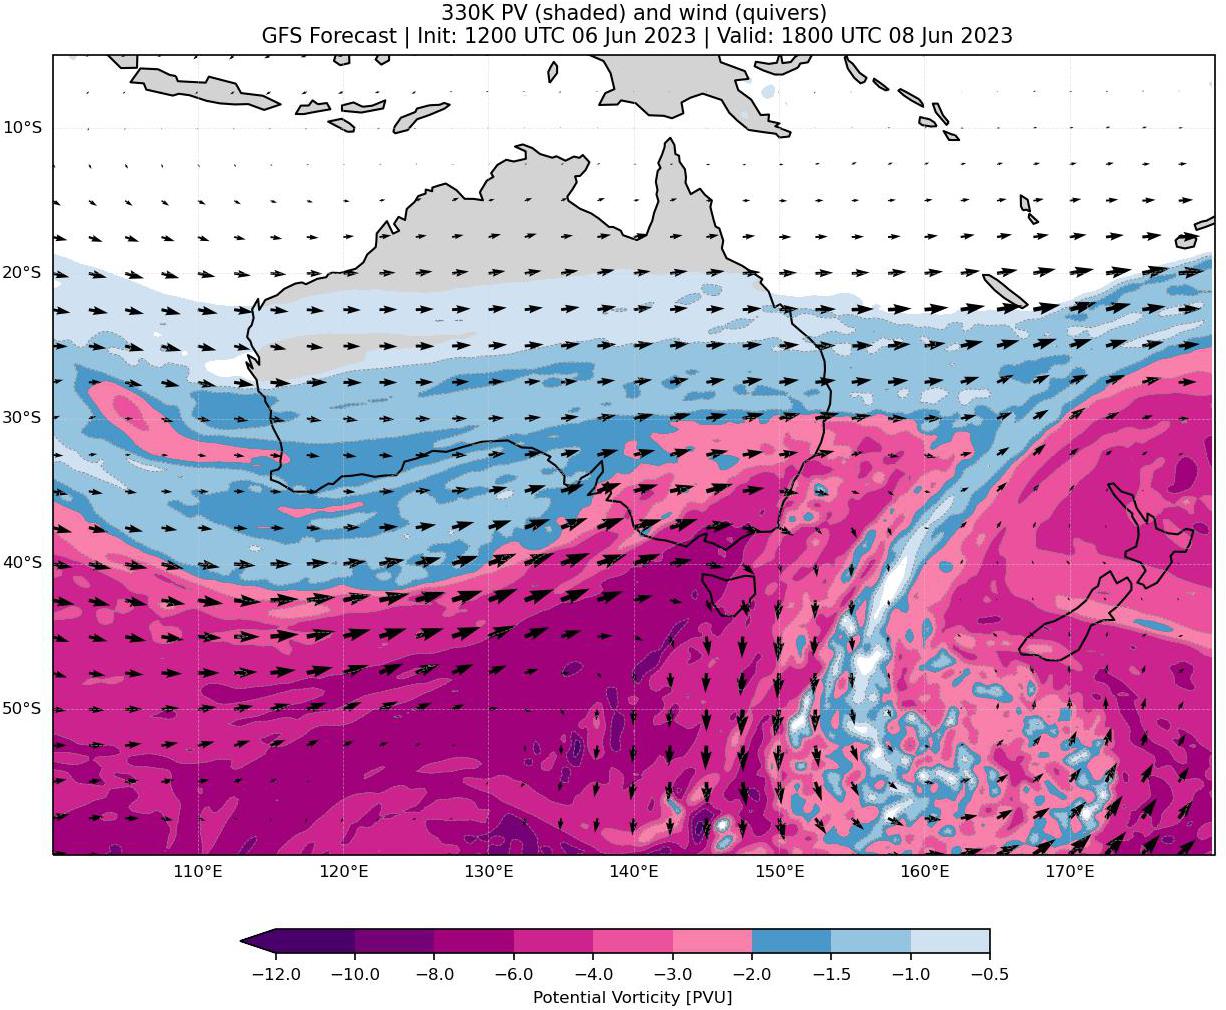 330K PV (shaded) and wind (quivers)
GFS Forecast | Init: 1200 UTC 06 Jun 2023 | Valid: 1800 UTC 08 Jun 2023
10°S
20°S
30°S
40°S
50°S
110°E 120°E 130°E 140°E 150°E 160°E 170°E
−12.0 −10.0 −8.0 −6.0 −4.0 −3.0 −2.0 −1.5 −1.0 −0.5
Potential Vorticity [PVU]